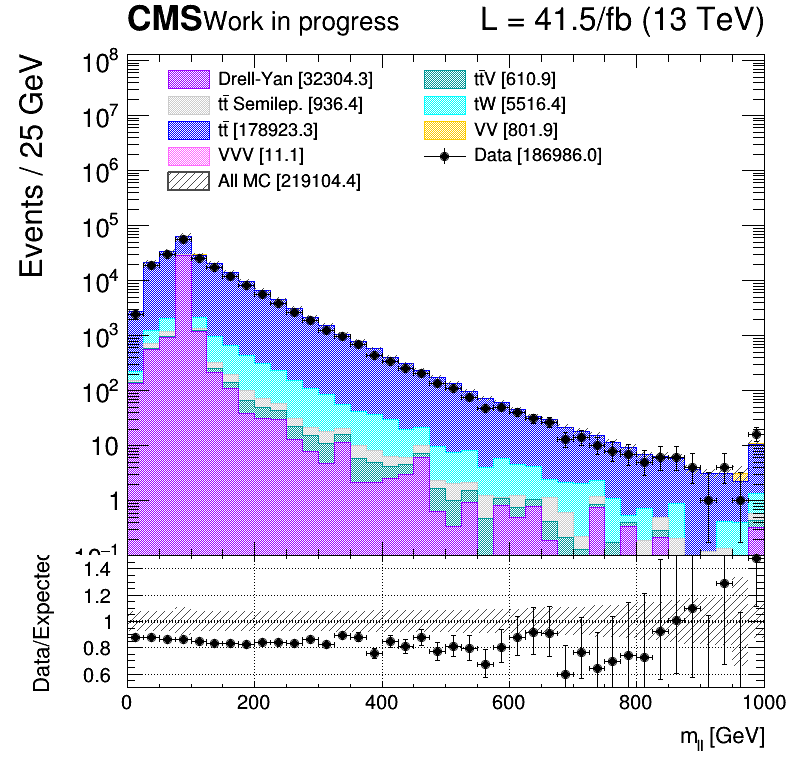 CMS Work in progress L = 41.5/fb (13 TeV)
Events / 25 GeV
10⁸
10⁷
10⁶
10⁵
10⁴
10³
10²
10
1
10⁻¹
Drell-Yan [32304.3]
tt̄ Semilep. [936.4]
tt̄ [178923.3]
VVV [11.1]
All MC [219104.4]
tt̄V [610.9]
tW [5516.4]
VV [801.9]
Data [186986.0]
Data/Expected
1.4
1.2
1
0.8
0.6
0 200 400 600 800 1000
m_ll [GeV]